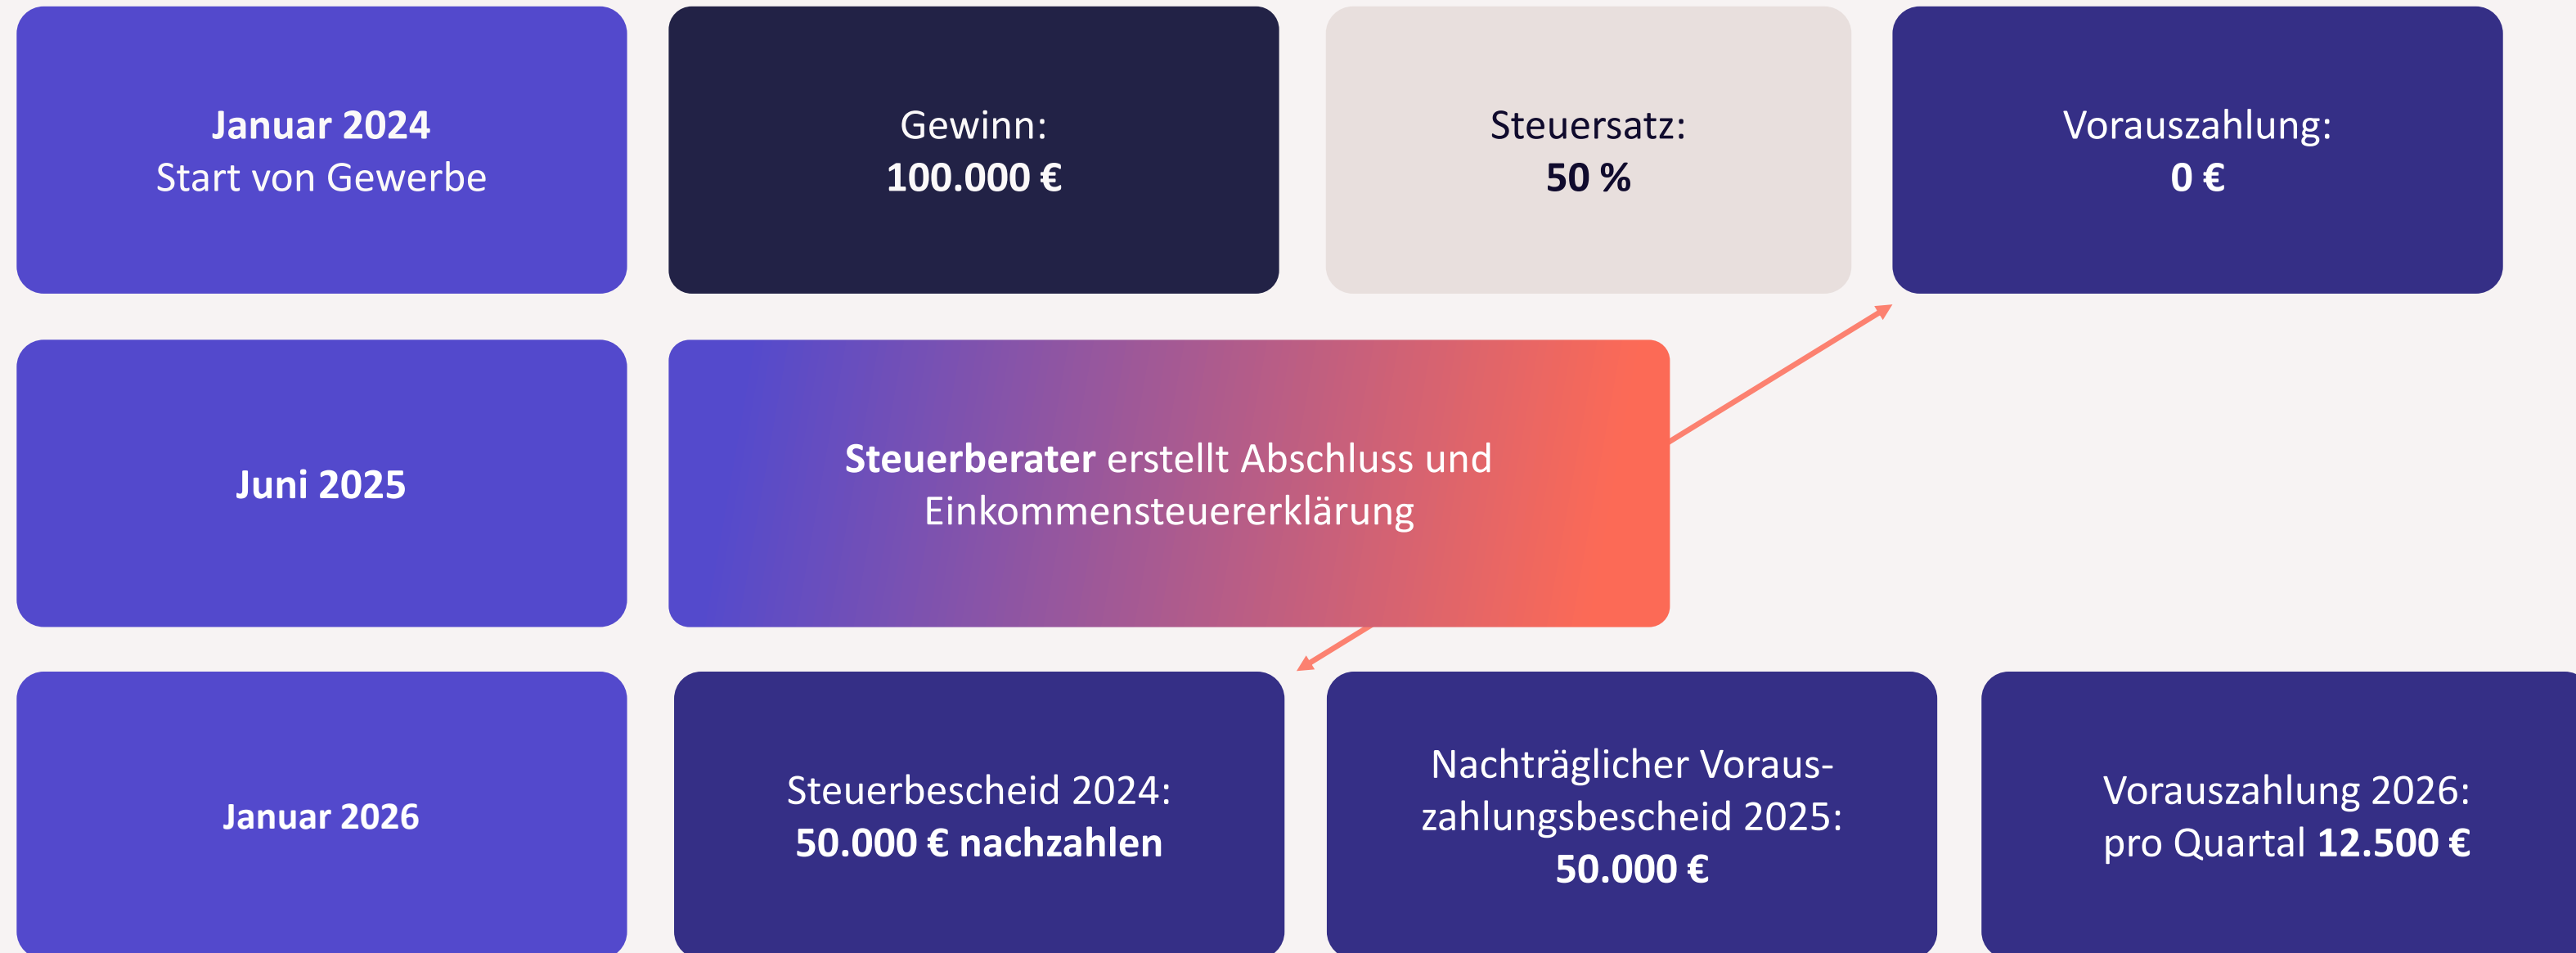 Januar 2024
Start von Gewerbe
Gewinn:
100.000 €
Steuersatz:
50 %
Vorauszahlung:
0 €
Juni 2025
Steuerberater erstellt Abschluss und
Einkommensteuererklärung
Januar 2026
Steuerbescheid 2024:
50.000 € nachzahlen
Nachträglicher Voraus-
zahlungsbescheid 2025:
50.000 €
Vorauszahlung 2026:
pro Quartal 12.500 €